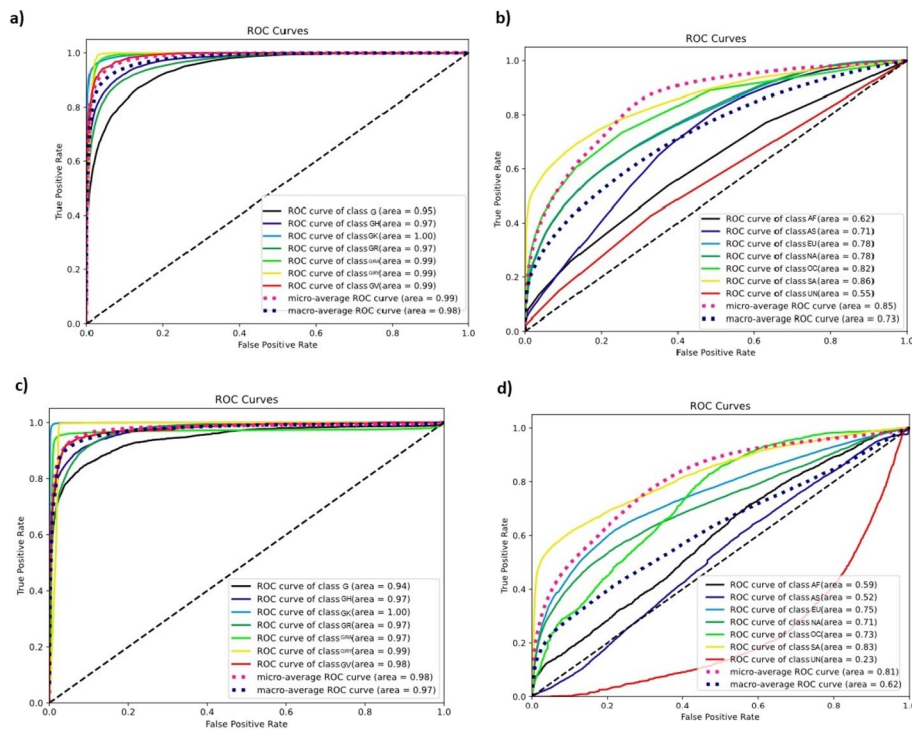 a)
ROC Curves
True Positive Rate
1.0
0.8
0.6
0.4
0.2
0.0
ROC curve of class G (area = 0.95)
ROC curve of class GH (area = 0.97)
ROC curve of class GK (area = 1.00)
ROC curve of class GR (area = 0.97)
ROC curve of class (area = 0.99)
ROC curve of class (area = 0.99)
ROC curve of class GV (area = 0.99)
micro-average ROC curve (area = 0.99)
macro-average ROC curve (area = 0.98)
0.0 0.2 0.4 0.6 0.8 1.0
False Positive Rate
b)
ROC Curves
True Positive Rate
1.0
0.8
0.6
0.4
0.2
0.0
ROC curve of class AF (area = 0.62)
ROC curve of class AS (area = 0.71)
ROC curve of class EU (area = 0.78)
ROC curve of class NA (area = 0.78)
ROC curve of class OC (area = 0.82)
ROC curve of class SA (area = 0.86)
ROC curve of class UN (area = 0.55)
micro-average ROC curve (area = 0.85)
macro-average ROC curve (area = 0.73)
0.0 0.2 0.4 0.6 0.8 1.0
False Positive Rate
c)
ROC Curves
True Positive Rate
1.0
0.8
0.6
0.4
0.2
0.0
ROC curve of class G (area = 0.94)
ROC curve of class GH (area = 0.97)
ROC curve of class GK (area = 1.00)
ROC curve of class GR (area = 0.97)
ROC curve of class (area = 0.97)
ROC curve of class (area = 0.99)
ROC curve of class GV (area = 0.98)
micro-average ROC curve (area = 0.98)
macro-average ROC curve (area = 0.97)
0.0 0.2 0.4 0.6 0.8 1.0
False Positive Rate
d)
ROC Curves
True Positive Rate
1.0
0.8
0.6
0.4
0.2
0.0
ROC curve of class AF (area = 0.59)
ROC curve of class AS (area = 0.52)
ROC curve of class EU (area = 0.75)
ROC curve of class NA (area = 0.71)
ROC curve of class OC (area = 0.73)
ROC curve of class SA (area = 0.83)
ROC curve of class UN (area = 0.23)
micro-average ROC curve (area = 0.81)
macro-average ROC curve (area = 0.62)
0.0 0.2 0.4 0.6 0.8 1.0
False Positive Rate